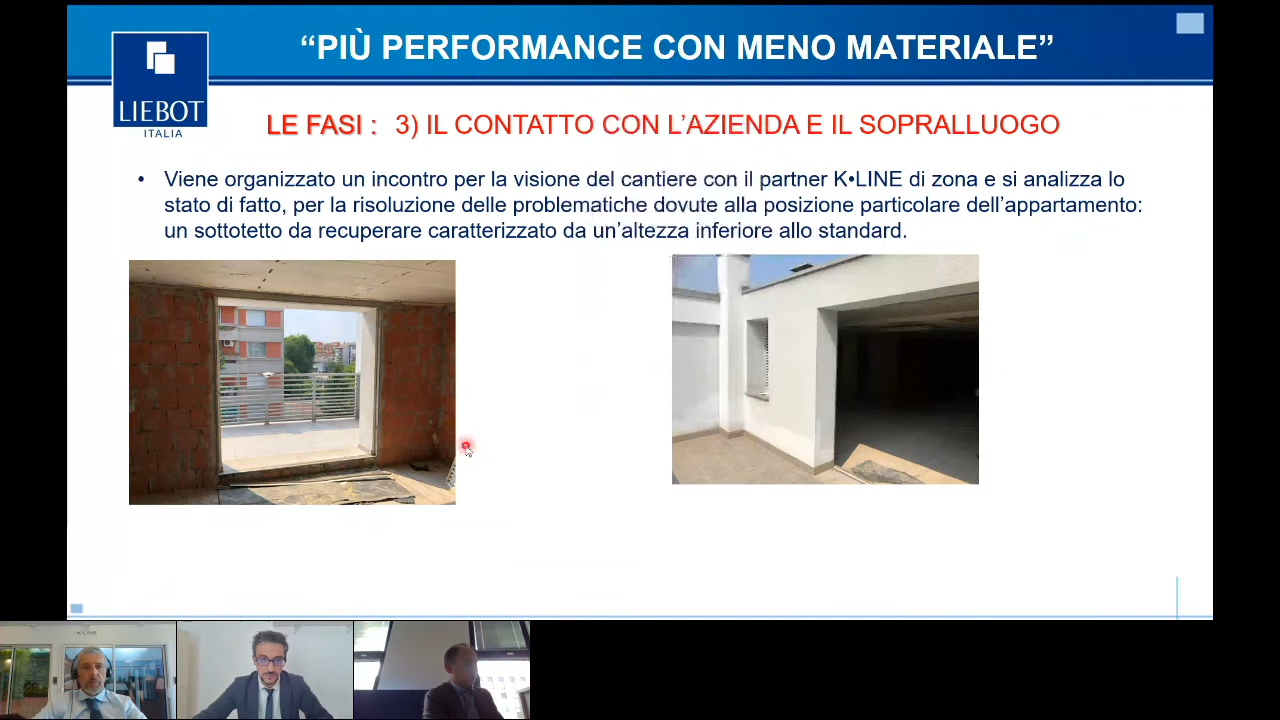 “PIÙ PERFORMANCE CON MENO MATERIALE”
LIEBOT
ITALIA
LE FASI : 3) IL CONTATTO CON L’AZIENDA E IL SOPRALLUOGO
• Viene organizzato un incontro per la visione del cantiere con il partner K•LINE di zona e si analizza lo
stato di fatto, per la risoluzione delle problematiche dovute alla posizione particolare dell’appartamento:
un sottotetto da recuperare caratterizzato da un’altezza inferiore allo standard.
K•LINE